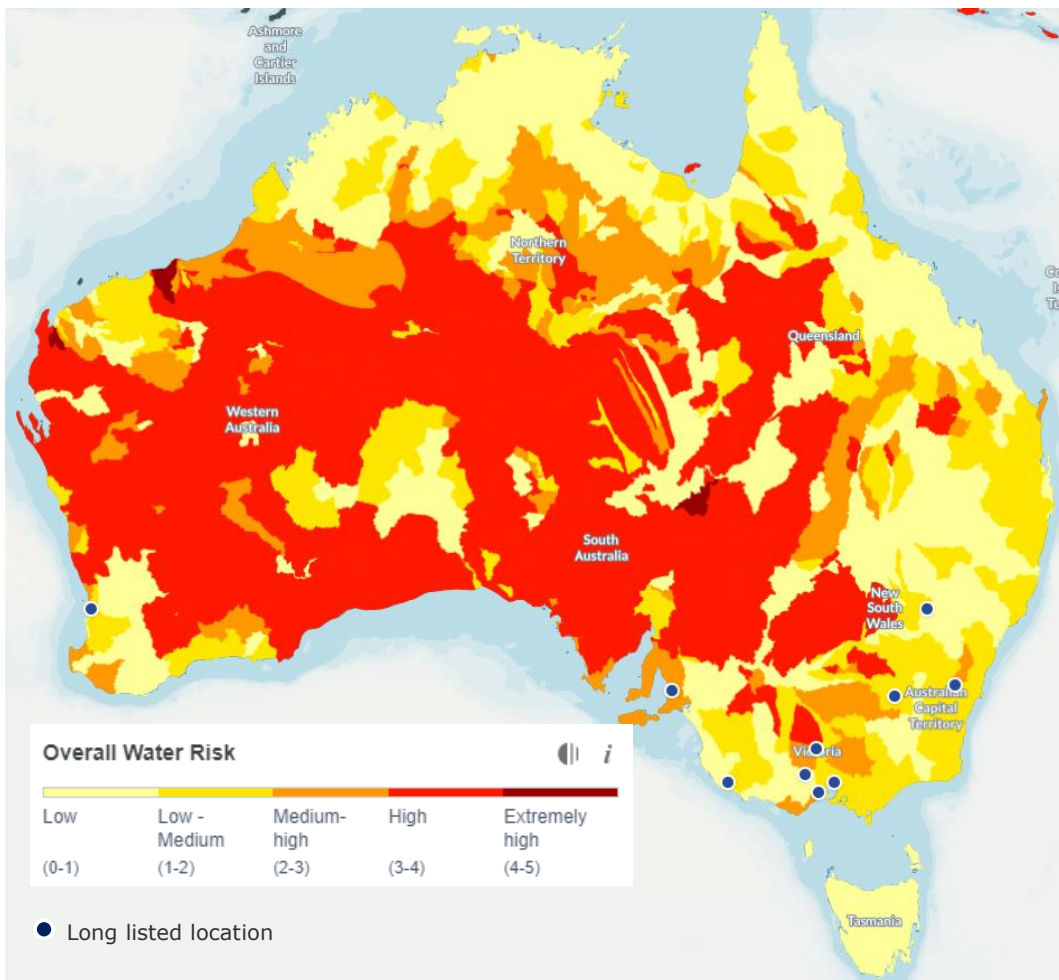 Ashmore
and
Cartier
Islands
Northern
Territory
Queensland
Western
Australia
South
Australia
New
South
Wales
Australian
Capital
Territory
Victoria
Tasmania
Overall Water Risk
i
Low
Low -
Medium
Medium-
high
High
Extremely
high
(0-1)
(1-2)
(2-3)
(3-4)
(4-5)
Long listed location